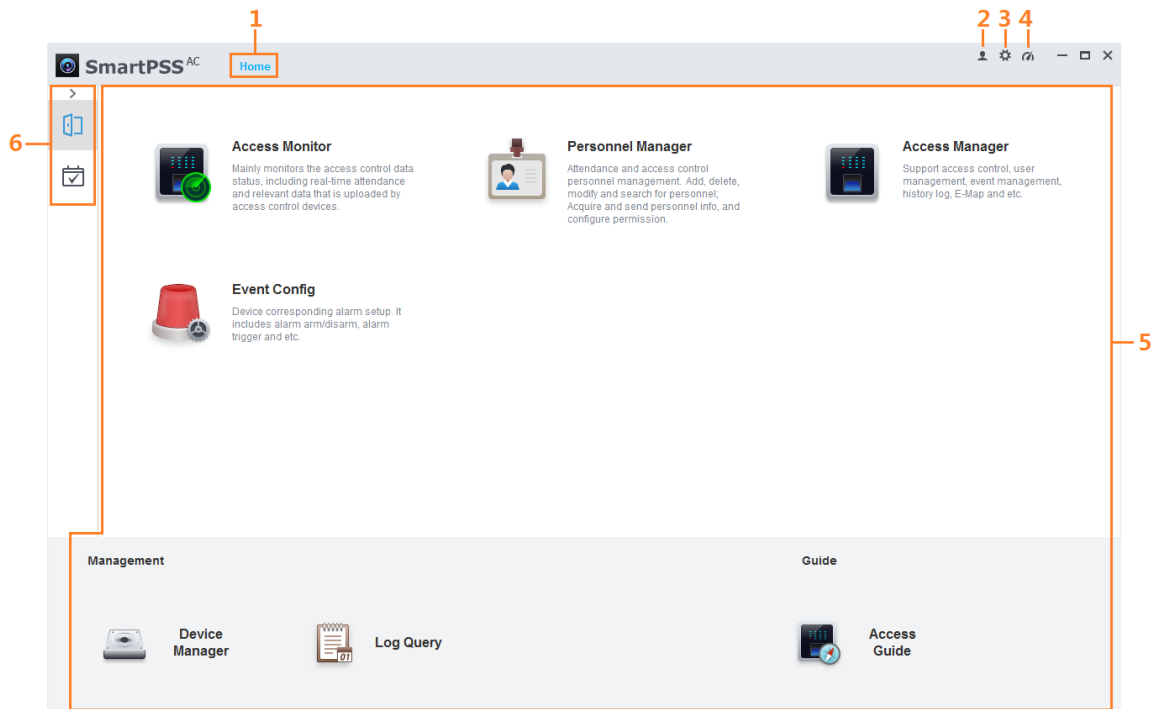 1
2 3 4
SmartPSS AC
Home
6
5
Access Monitor
Mainly monitors the access control data
status, including real-time attendance
and relevant data that is uploaded by
access control devices.
Personnel Manager
Attendance and access control
personnel management. Add, delete,
modify and search for personnel;
Acquire and send personnel info, and
configure permission.
Access Manager
Support access control, user
management, event management,
history log, E-Map and etc.
Event Config
Device corresponding alarm setup. It
includes alarm arm/disarm, alarm
trigger and etc.
Management
Guide
Device
Manager
01
Log Query
Access
Guide